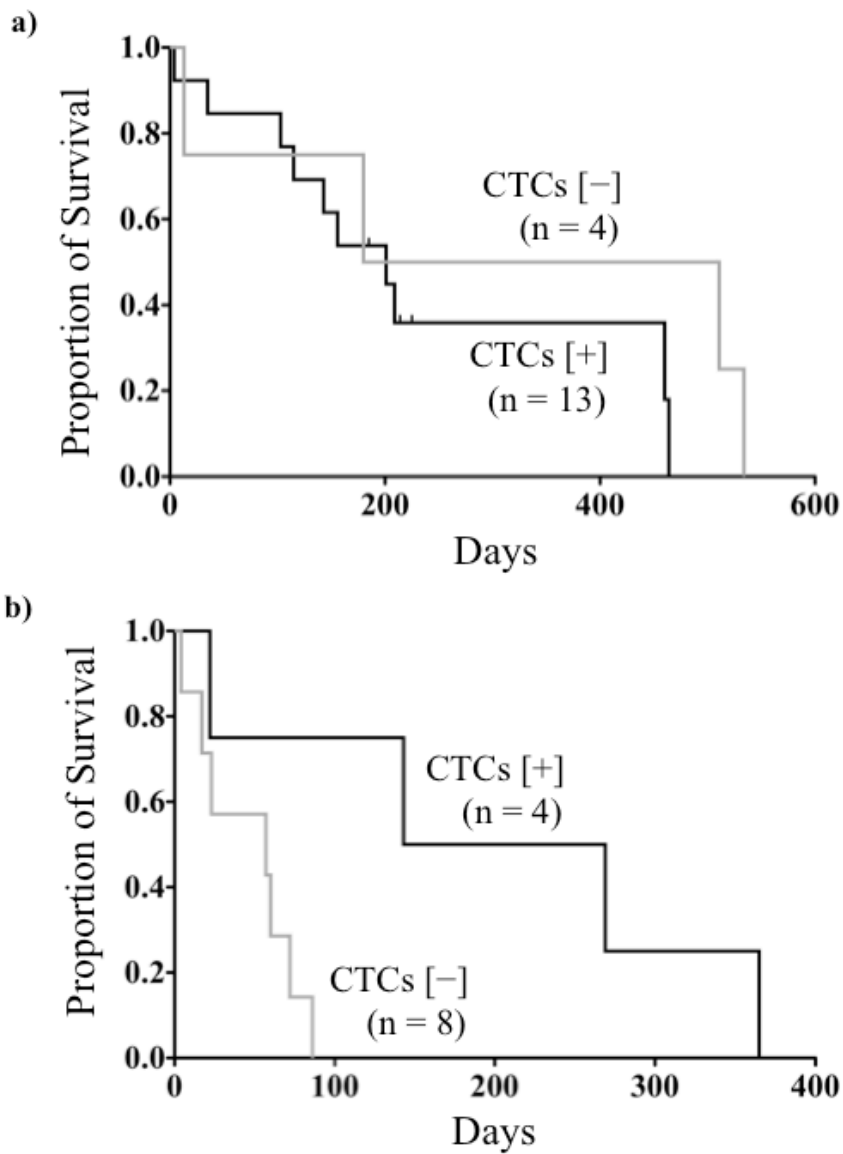 a)
Proportion of Survival
1.0
0.8
0.6
0.4
0.2
0.0
CTCs [−]
(n = 4)
CTCs [+]
(n = 13)
0 200 400 600
Days
b)
Proportion of Survival
1.0
0.8
0.6
0.4
0.2
0.0
CTCs [+]
(n = 4)
CTCs [−]
(n = 8)
0 100 200 300 400
Days